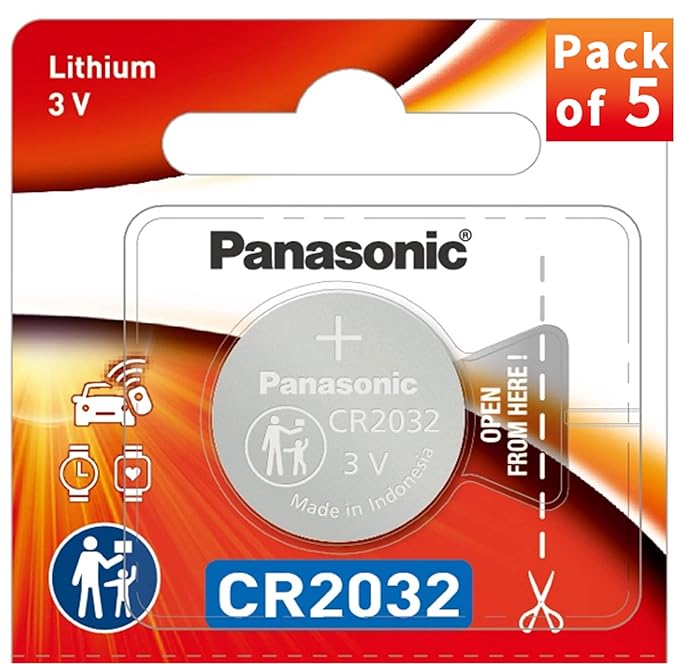 Lithium
3 V
Pack
of 5
Panasonic®
Panasonic
CR2032
3 V
Made in Indonesia
OPEN
FROM HERE !
CR2032